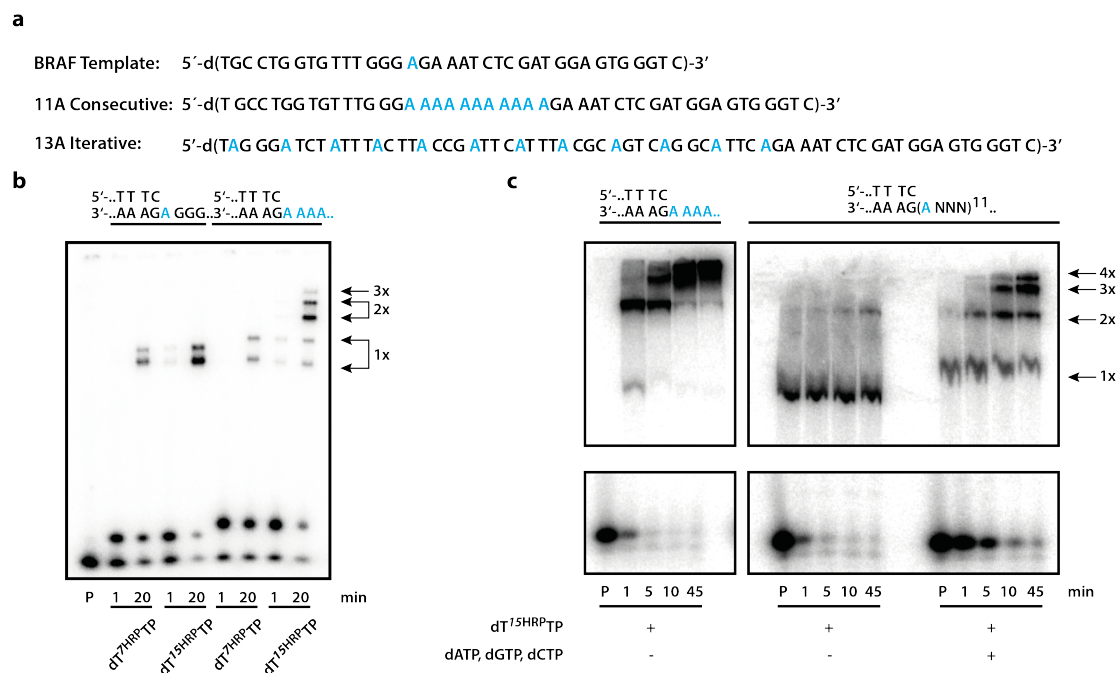 a
BRAF Template: 5´-d(TGC CTG GTG TTT GGG AGA AAT CTC GAT GGA GTG GGT C)-3’
11A Consecutive: 5´-d(T GCC TGG TGT TTG GGA AAAA AAA AAA AGA AAT CTC GAT GGA GTG GGT C)-3’
13A Iterative: 5’-d(TAG GGA TCT ATT TAC TTA CCG ATT CAT TTA CGC AGT CAG GCA TTC AGA AAT CTC GAT GGA GTG GGT C)-3’
b
5‘-..TT TC 5‘-..TT TC
3‘-..AA AGA GGG..3‘-..AA AGA AAA..
3x
2x
1x
P 1 20 1 20 1 20 1 20 min
dT7HRPTP dT15HRPTP dT7HRPTP dT15HRPTP
c
5‘-..TT TC 5‘-..TT TC
3‘-..AA AGA AAA.. 3‘-..AA AG(A NNN)11..
4x
3x
2x
1x
P 1 5 10 45 P 1 5 10 45 P 1 5 10 45 min
dT15HRPTP + + +
dATP, dGTP, dCTP - - +